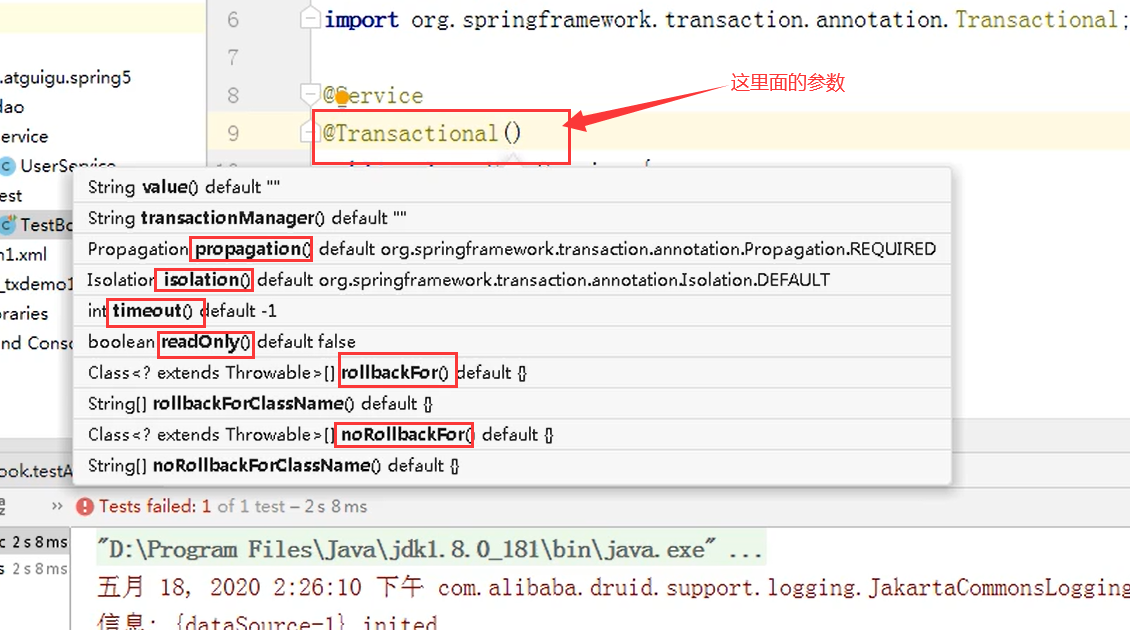 6 import org.springframework.transaction.annotation.Transactional;
7
.atguigu.spring5
8 @Service
这里面的参数
dao
9 @Transactional()
ervice
UserService
est
TestBo
n1.xml
_txdemo1
oraries
nd Conso
String value() default ""
String transactionManager() default ""
Propagation propagation() default org.springframework.transaction.annotation.Propagation.REQUIRED
Isolation isolation() default org.springframework.transaction.annotation.Isolation.DEFAULT
int timeout() default -1
boolean readOnly() default false
Class<? extends Throwable>[] rollbackFor() default {}
String[] rollbackForClassName() default {}
Class<? extends Throwable>[] noRollbackFor() default {}
String[] noRollbackForClassName() default {}
ook.testA
» Tests failed: 1 of 1 test – 2 s 8 ms
c 2 s 8 ms
s 2 s 8 ms
"D:\Program Files\Java\jdk1.8.0_181\bin\java.exe" ...
五月 18, 2020 2:26:10 下午 com.alibaba.druid.support.logging.JakartaCommonsLogging
信息: {dataSource-1} inited